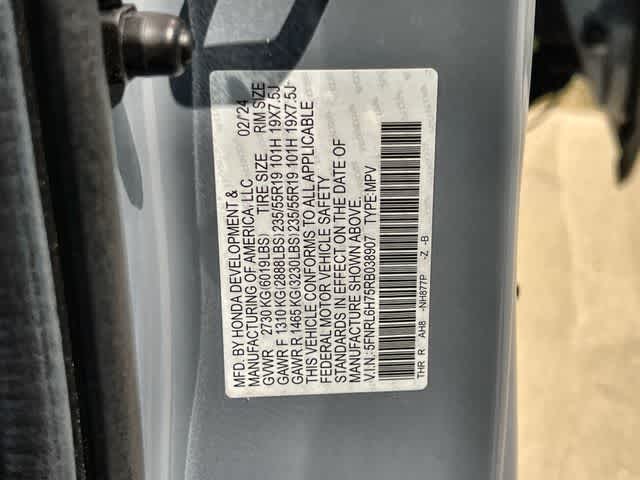 MFD. BY HONDA DEVELOPMENT & 02/'24
MANUFACTURING OF AMERICA, LLC. TIRE SIZE RIM SIZE
GVWR 2730 KG(6019LBS)
GAWR F 1310 KG(2888LBS) 235/55R19 101H 19X7.5J
GAWR R 1465 KG(3230LBS) 235/55R19 101H 19X7.5J
THIS VEHICLE CONFORMS TO ALL APPLICABLE
FEDERAL MOTOR VEHICLE SAFETY
STANDARDS IN EFFECT ON THE DATE OF
MANUFACTURE SHOWN ABOVE.
V.I.N.: 5FNRL6H75RB038907 TYPE: MPV
THR R AH8 -NH877P -Z -B